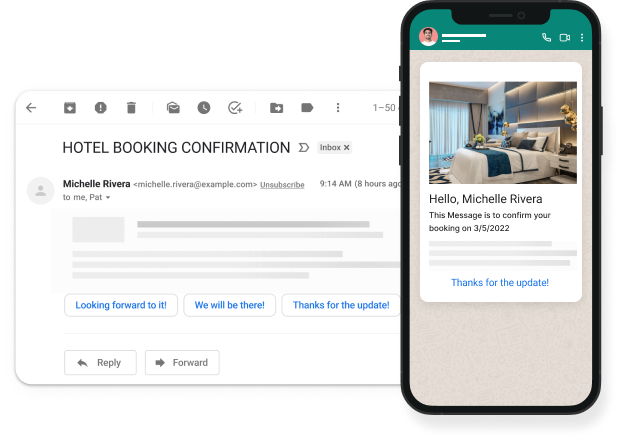 1–50
HOTEL BOOKING CONFIRMATION
Inbox ×
Michelle Rivera <michelle.rivera@example.com> Unsubscribe
9:14 AM (8 hours ago
to me, Pat
Looking forward to it!
We will be there!
Thanks for the update!
Reply
Forward
Hello, Michelle Rivera
This Message is to confirm your
booking on 3/5/2022
Thanks for the update!